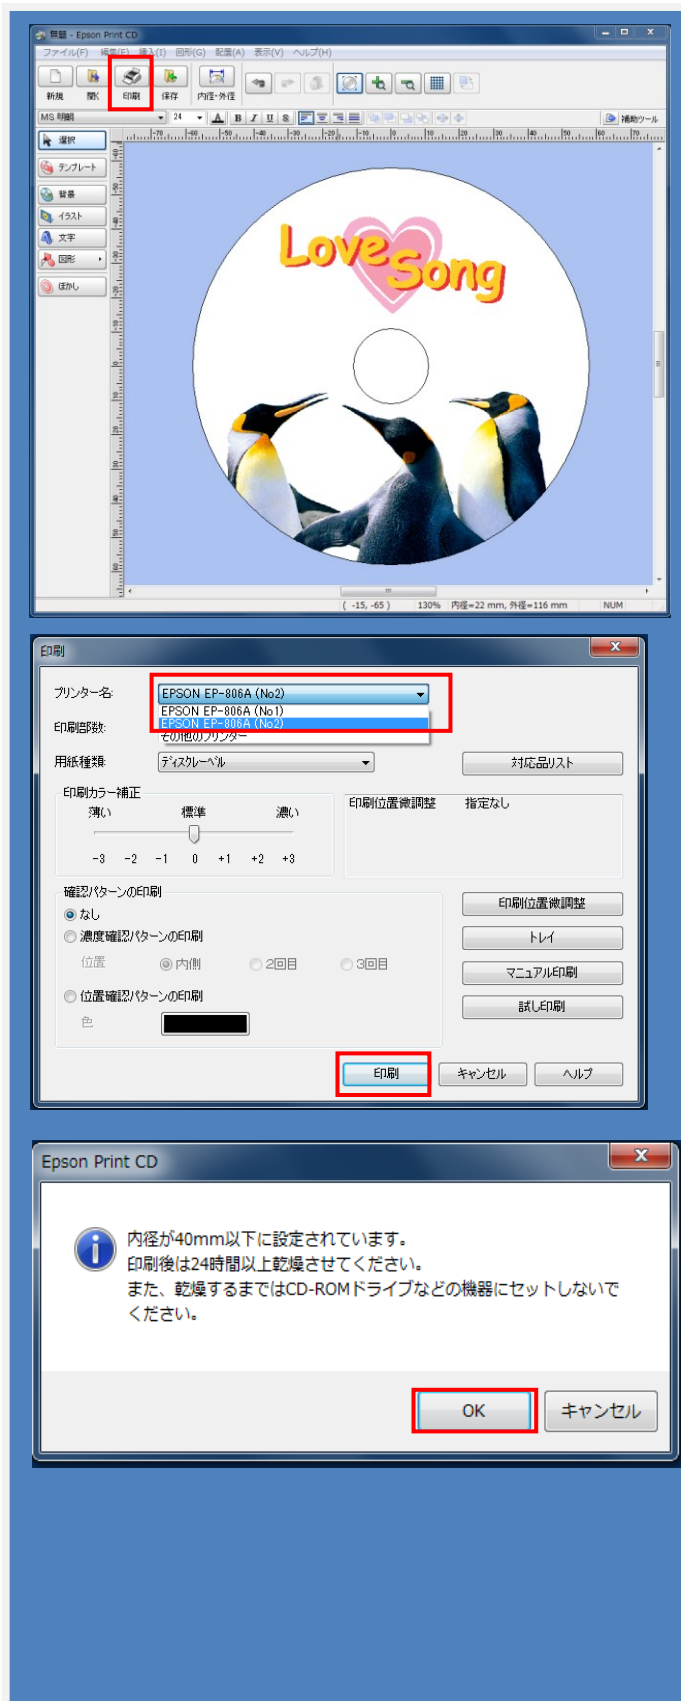 無題 - Epson Print CD
ファイル(F) 編集(E) 挿入(I) 図形(G) 配置(A) 表示(V) ヘルプ(H)
新規 開く 印刷 保存 内径・外径
MS 明朝 24 A B I U S 補助ツール
選択
-70 -60 -50 -40 -30 -20 -10 0 10 20 30 40 50 60 70
テンプレート
背景
イラスト
文字
図形
ぼかし
Love Song
( -15, -65 ) 130% 内径=22 mm, 外径=116 mm NUM
印刷
プリンター名: EPSON EP-806A (No2)
EPSON EP-806A (No1)
印刷部数: EPSON EP-806A (No2)
その他のプリンター
用紙種類: ディスクレーベル 対応品リスト
印刷カラー補正 印刷位置微調整 指定なし
薄い 標準 濃い
-3 -2 -1 0 +1 +2 +3
確認パターンの印刷 印刷位置微調整
なし
濃度確認パターンの印刷 トレイ
位置 内側 2回目 3回目 マニュアル印刷
位置確認パターンの印刷 試し印刷
色
印刷 キャンセル ヘルプ
Epson Print CD
内径が40mm以下に設定されています。
印刷後は24時間以上乾燥させてください。
また、乾燥するまではCD-ROMドライブなどの機器にセットしないで
ください。
OK キャンセル